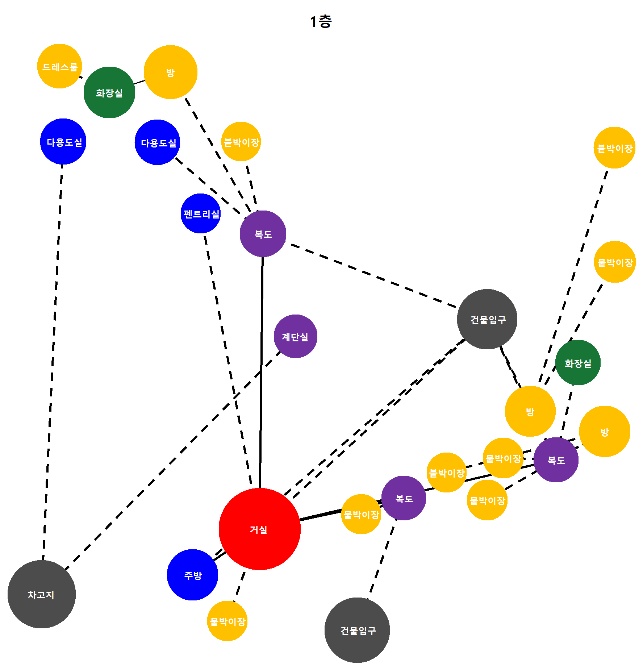 1층
드레스룸
방
화장실
다용도실
다용도실
붙박이장
붙박이장
펜트리실
복도
붙박이장
건물입구
계단실
화장실
방
방
붙박이장
복도
붙박이장
붙박이장
복도
붙박이장
거실
주방
차고지
붙박이장
건물입구